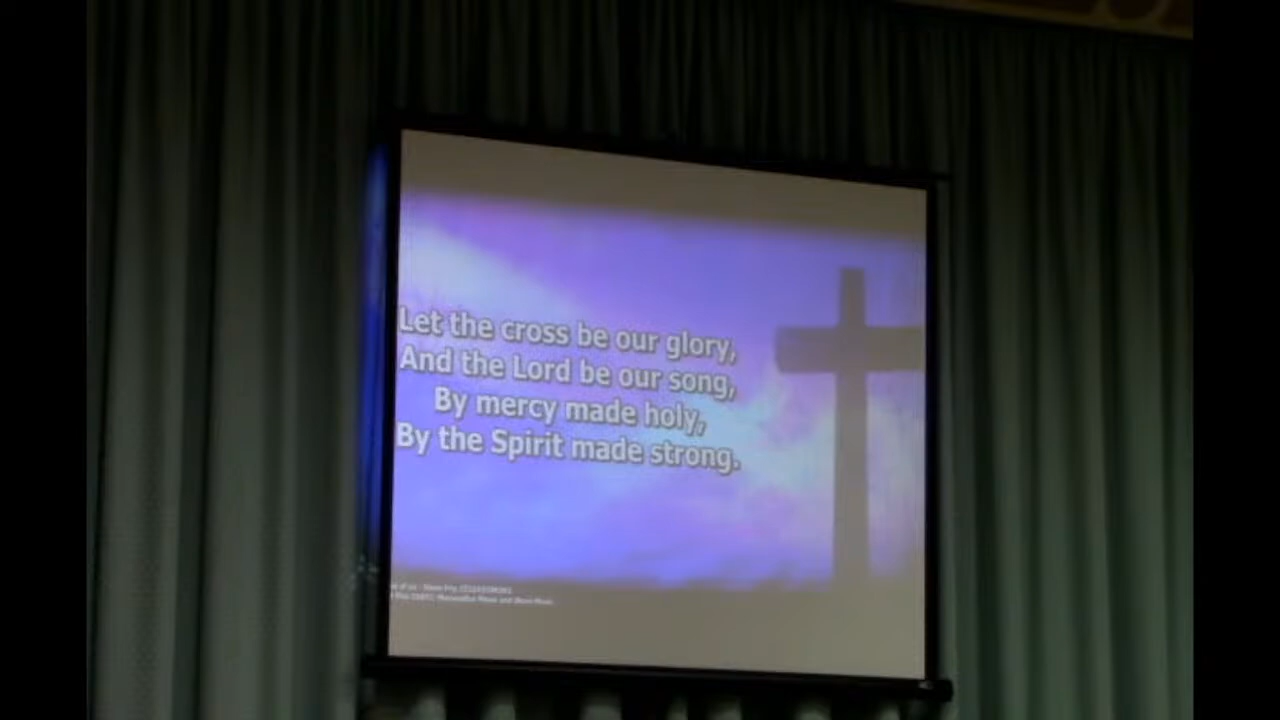 Let the cross be our glory,
And the Lord be our song,
By mercy made holy,
By the Spirit made strong.